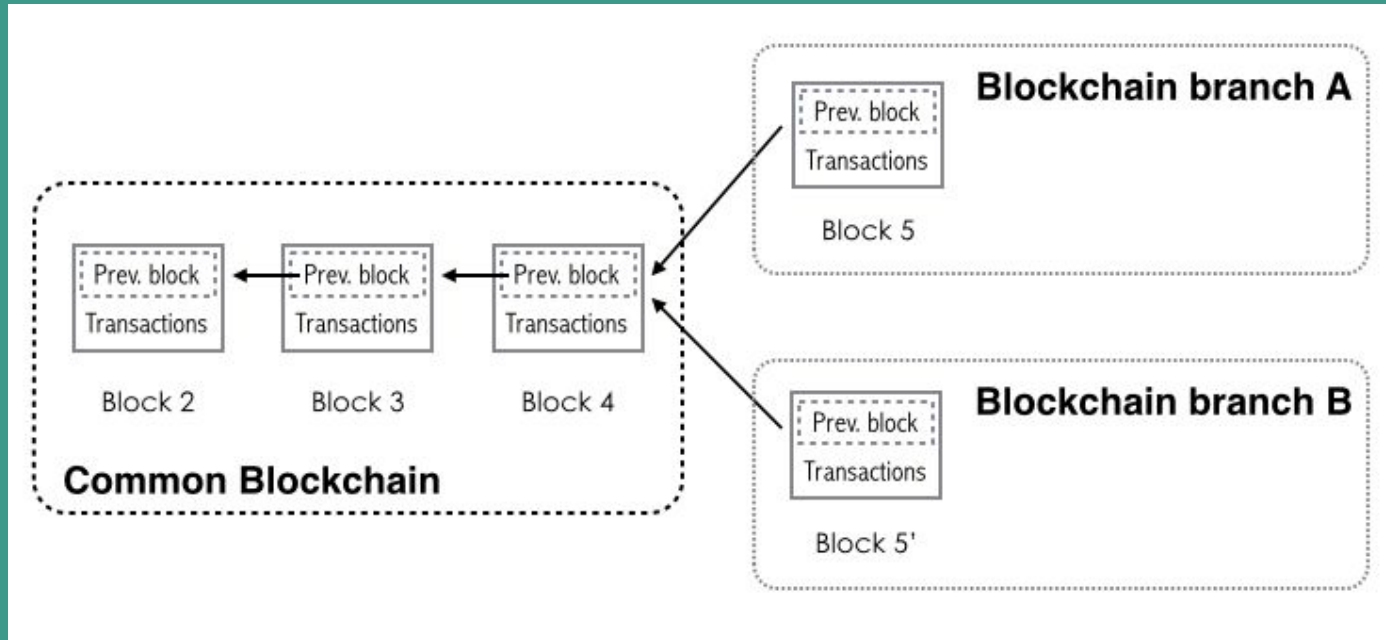 Blockchain branch A
Prev. block
Transactions
Block 5
Prev. block
Transactions
Block 2
Prev. block
Transactions
Block 3
Prev. block
Transactions
Block 4
Common Blockchain
Blockchain branch B
Prev. block
Transactions
Block 5'